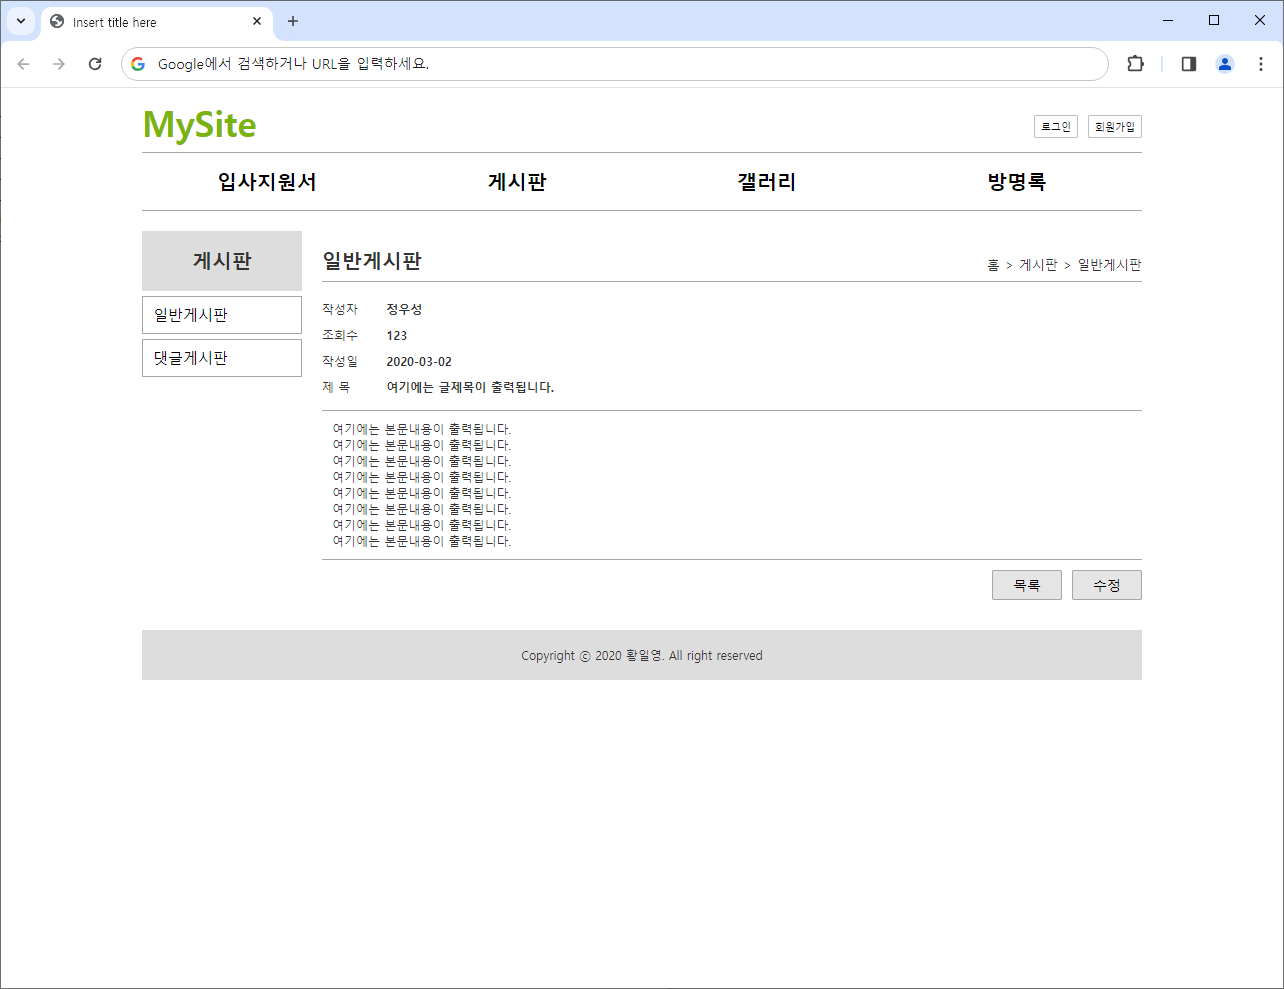 Insert title here
Google에서 검색하거나 URL을 입력하세요.
MySite
로그인 회원가입
입사지원서 게시판 갤러리 방명록
게시판
일반게시판
댓글게시판
일반게시판
홈 > 게시판 > 일반게시판
작성자 정우성
조회수 123
작성일 2020-03-02
제 목 여기에는 글제목이 출력됩니다.
여기에는 본문내용이 출력됩니다.
여기에는 본문내용이 출력됩니다.
여기에는 본문내용이 출력됩니다.
여기에는 본문내용이 출력됩니다.
여기에는 본문내용이 출력됩니다.
여기에는 본문내용이 출력됩니다.
여기에는 본문내용이 출력됩니다.
여기에는 본문내용이 출력됩니다.
목록 수정
Copyright ⓒ 2020 황일영. All right reserved